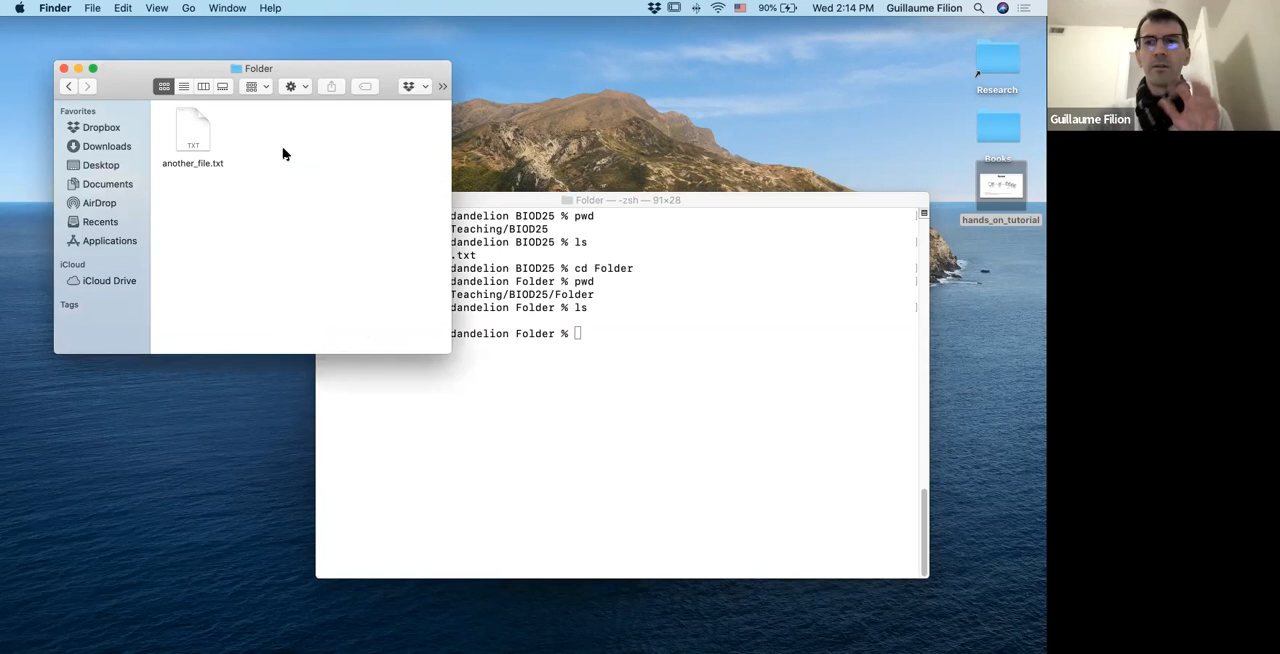 Finder File Edit View Go Window Help 90% Wed 2:14 PM Guillaume Filion
Folder
Favorites
Dropbox
Downloads
Desktop
Documents
AirDrop
Recents
Applications
iCloud
iCloud Drive
Tags
TXT
another_file.txt
Folder — -zsh — 91×28
dandelion BIOD25 % pwd
Teaching/BIOD25
dandelion BIOD25 % ls
.txt
dandelion BIOD25 % cd Folder
dandelion Folder % pwd
Teaching/BIOD25/Folder
dandelion Folder % ls
dandelion Folder %
Research
Books
hands_on_tutorial
Guillaume Filion